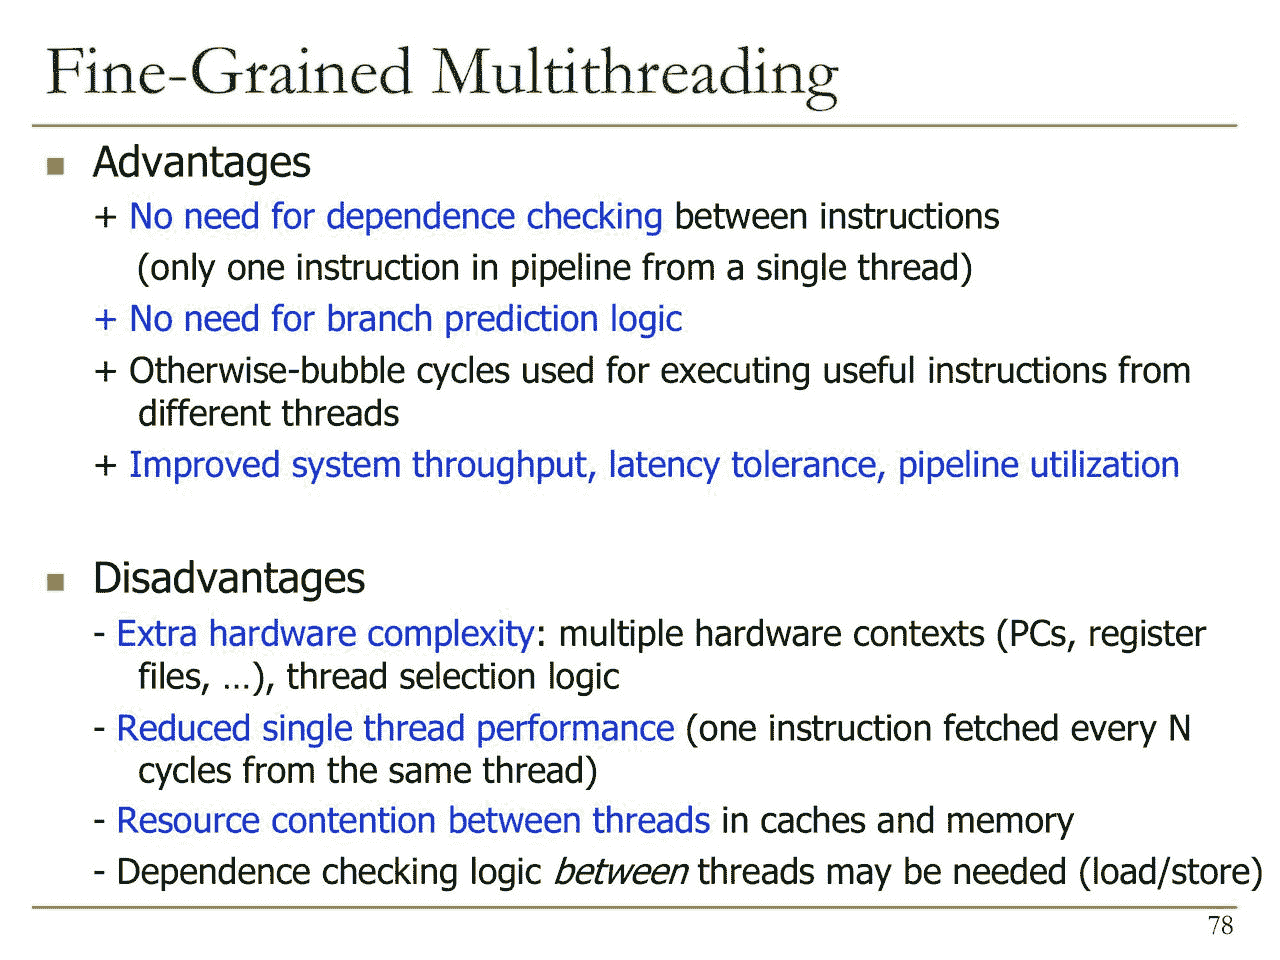 Fine-Grained Multithreading
Advantages
+ No need for dependence checking between instructions
(only one instruction in pipeline from a single thread)
+ No need for branch prediction logic
+ Otherwise-bubble cycles used for executing useful instructions from
different threads
+ Improved system throughput, latency tolerance, pipeline utilization
Disadvantages
- Extra hardware complexity: multiple hardware contexts (PCs, register
files, …), thread selection logic
- Reduced single thread performance (one instruction fetched every N
cycles from the same thread)
- Resource contention between threads in caches and memory
- Dependence checking logic between threads may be needed (load/store)
78